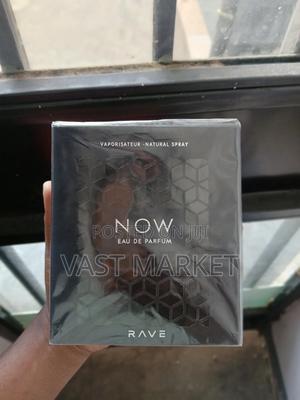 VAPORISATEUR - NATURAL SPRAY
NOW
EAU DE PARFUM
VAST MARKET
RAVE